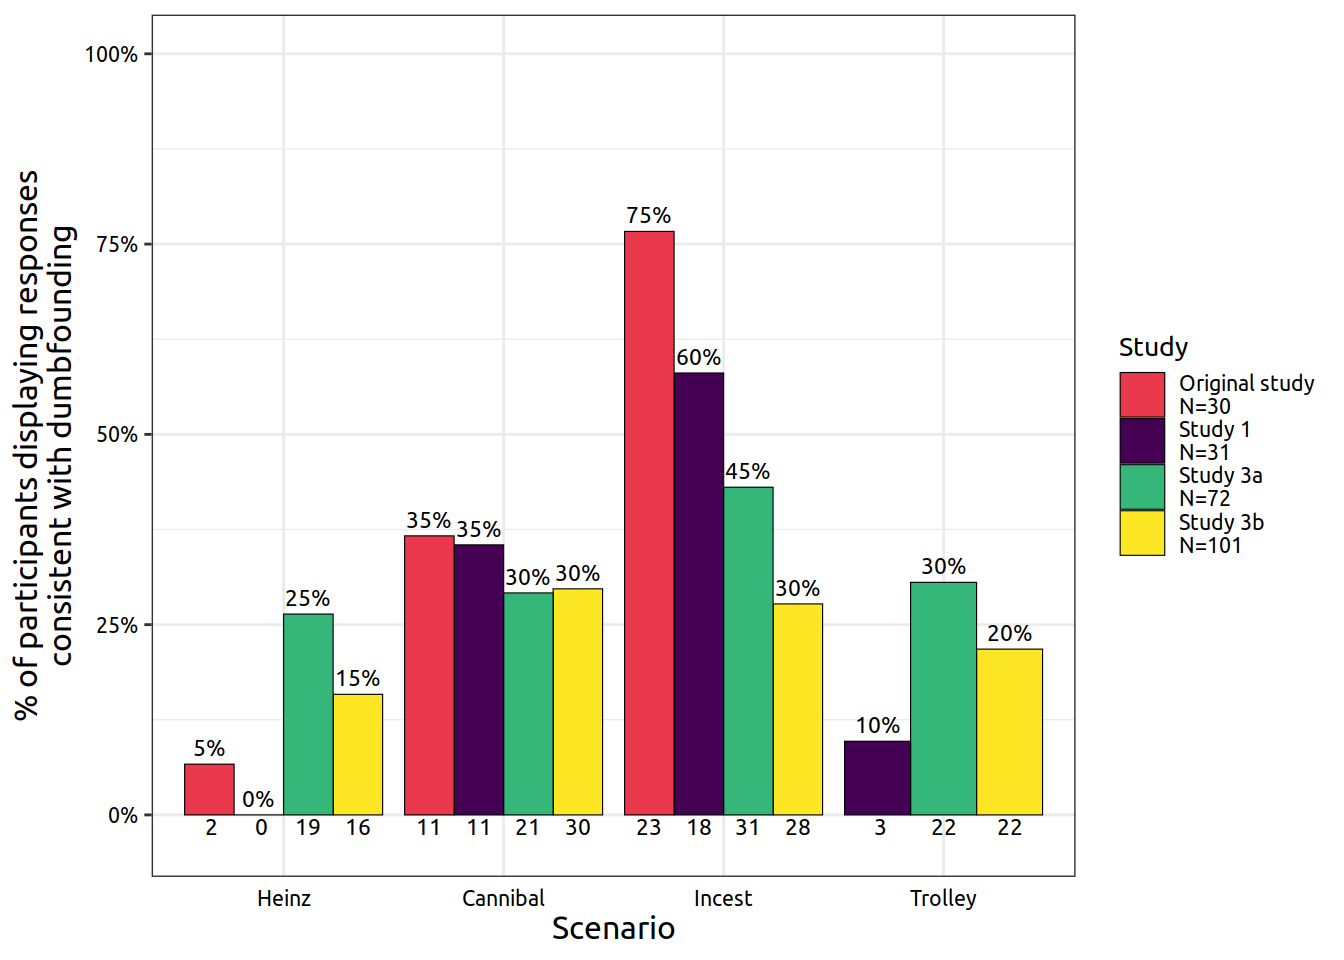 % of participants displaying responses
consistent with dumbfounding
100%
75%
50%
25%
0%
5%
0%
25%
15%
35%
35%
30%
30%
75%
60%
45%
30%
10%
30%
20%
2 0 19 16 11 11 21 30 23 18 31 28 3 22 22
Heinz Cannibal Incest Trolley
Scenario
Study
Original study
N=30
Study 1
N=31
Study 3a
N=72
Study 3b
N=101